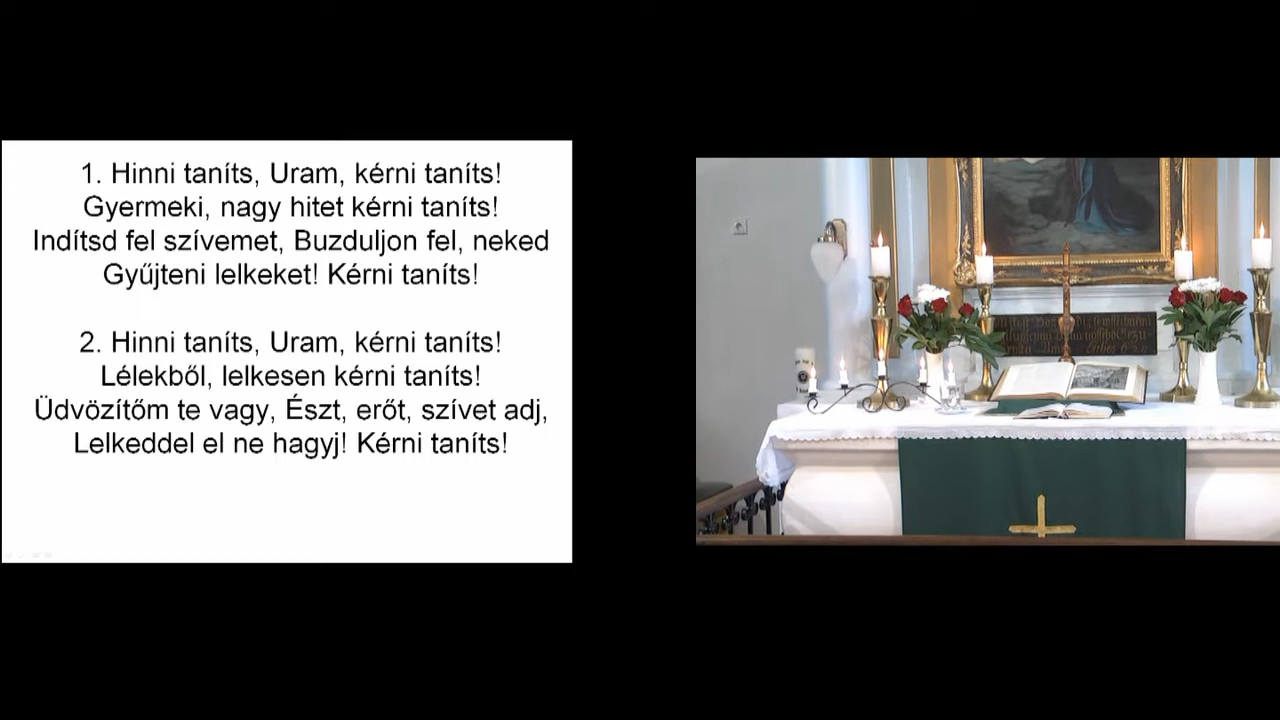 1. Hinni taníts, Uram, kérni taníts!
Gyermeki, nagy hitet kérni taníts!
Indítsd fel szívemet, Buzduljon fel, neked
Gyűjteni lelkeket! Kérni taníts!
2. Hinni taníts, Uram, kérni taníts!
Lélekből, lelkesen kérni taníts!
Üdvözítőm te vagy, Észt, erőt, szívet adj,
Lelkeddel el ne hagyj! Kérni taníts!